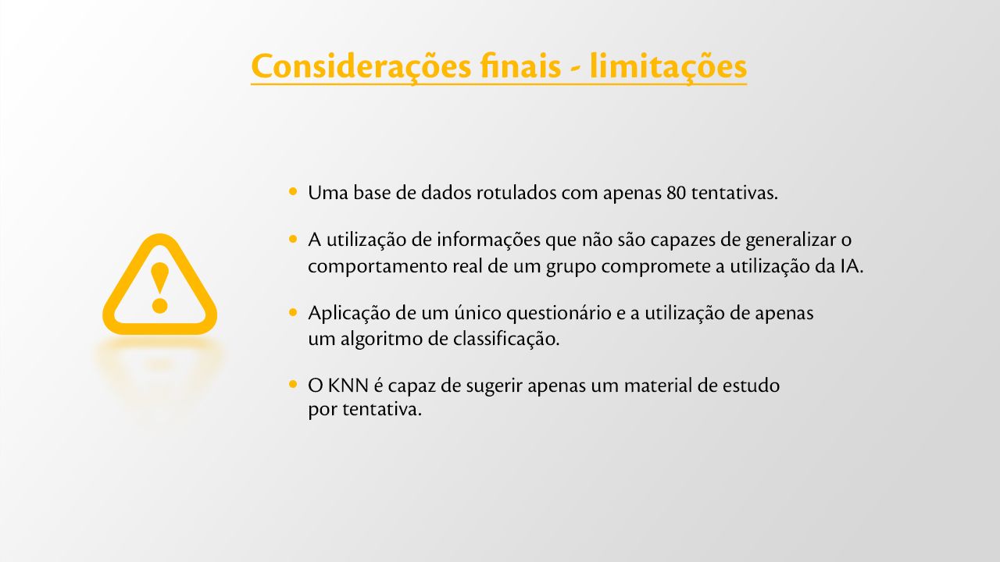 Considerações finais - limitações
Uma base de dados rotulados com apenas 80 tentativas.
A utilização de informações que não são capazes de generalizar o
comportamento real de um grupo compromete a utilização da IA.
Aplicação de um único questionário e a utilização de apenas
um algoritmo de classificação.
O KNN é capaz de sugerir apenas um material de estudo
por tentativa.